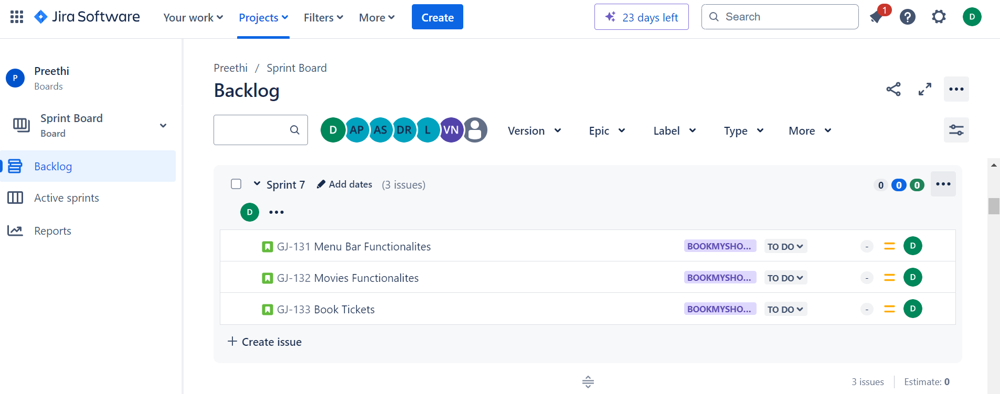 Jira Software Your work Projects Filters More Create 23 days left Search 1 D
P Preethi
Boards
Sprint Board
Board
Backlog
Active sprints
Reports
Preethi / Sprint Board
Backlog
D AP AS DR L VN Version Epic Label Type More
Sprint 7 Add dates (3 issues) 0 0 0
D
GJ-131 Menu Bar Functionalites BOOKMYSHO... TO DO - D
GJ-132 Movies Functionalites BOOKMYSHO... TO DO - D
GJ-133 Book Tickets BOOKMYSHO... TO DO - D
+ Create issue
3 issues Estimate: 0